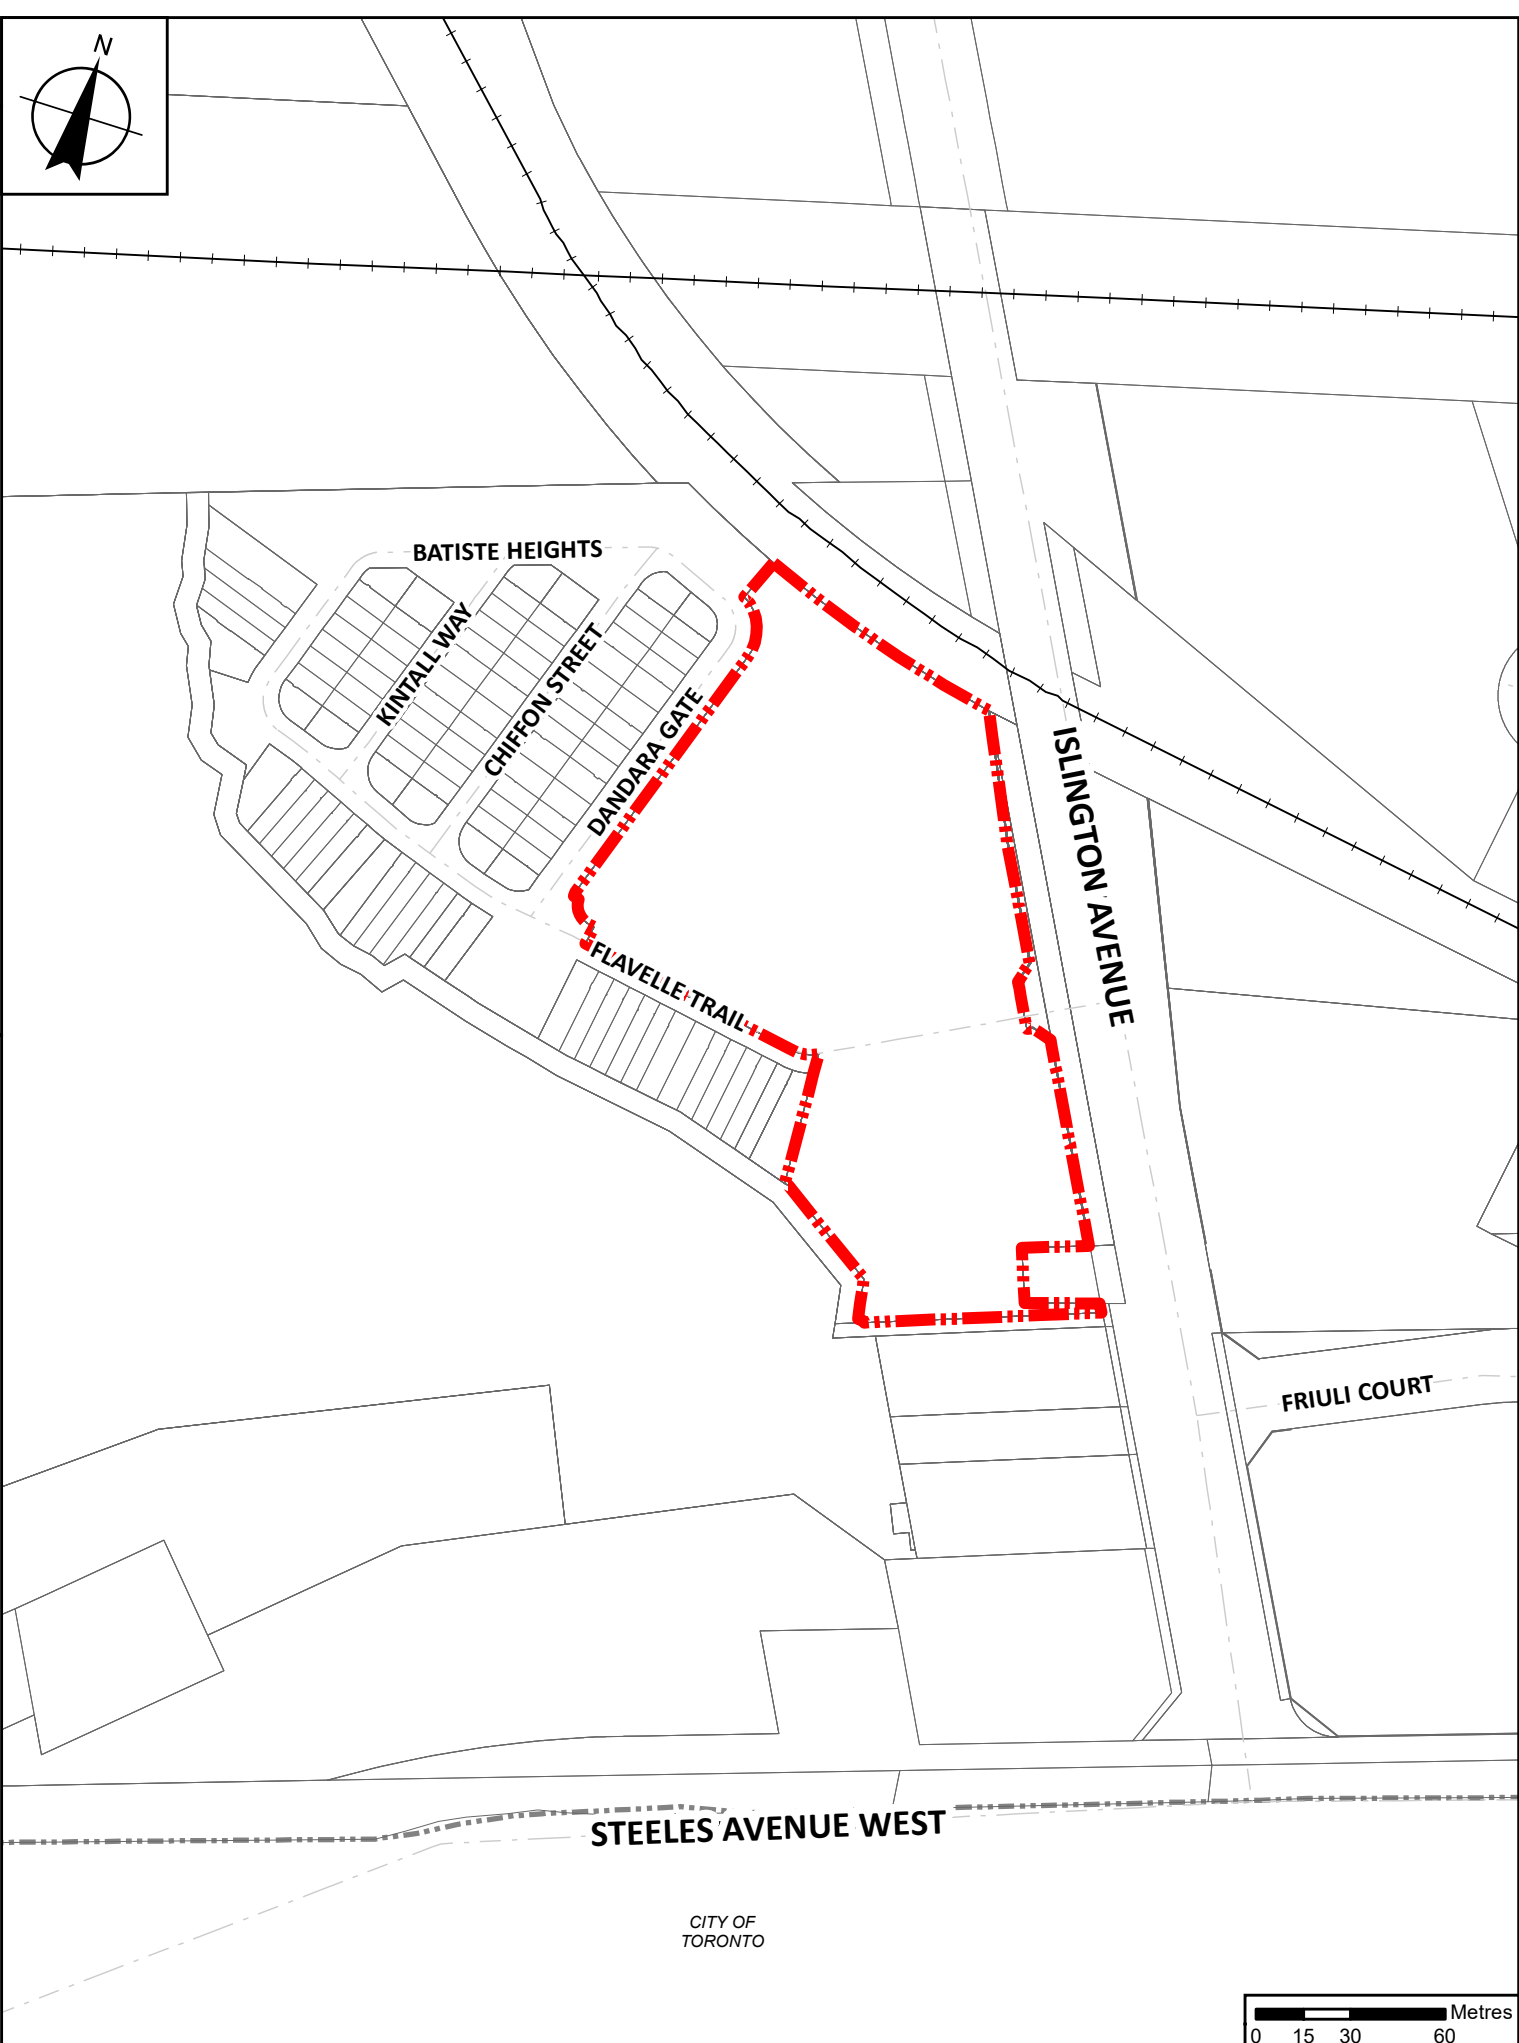 N
BATISTE HEIGHTS
KINTALL WAY
CHIFFON STREET
DANDARA GATE
ISLINGTON AVENUE
FLAVELLE TRAIL
FRIULI COURT
STEELES AVENUE WEST
CITY OF
TORONTO
Metres
0 15 30 60